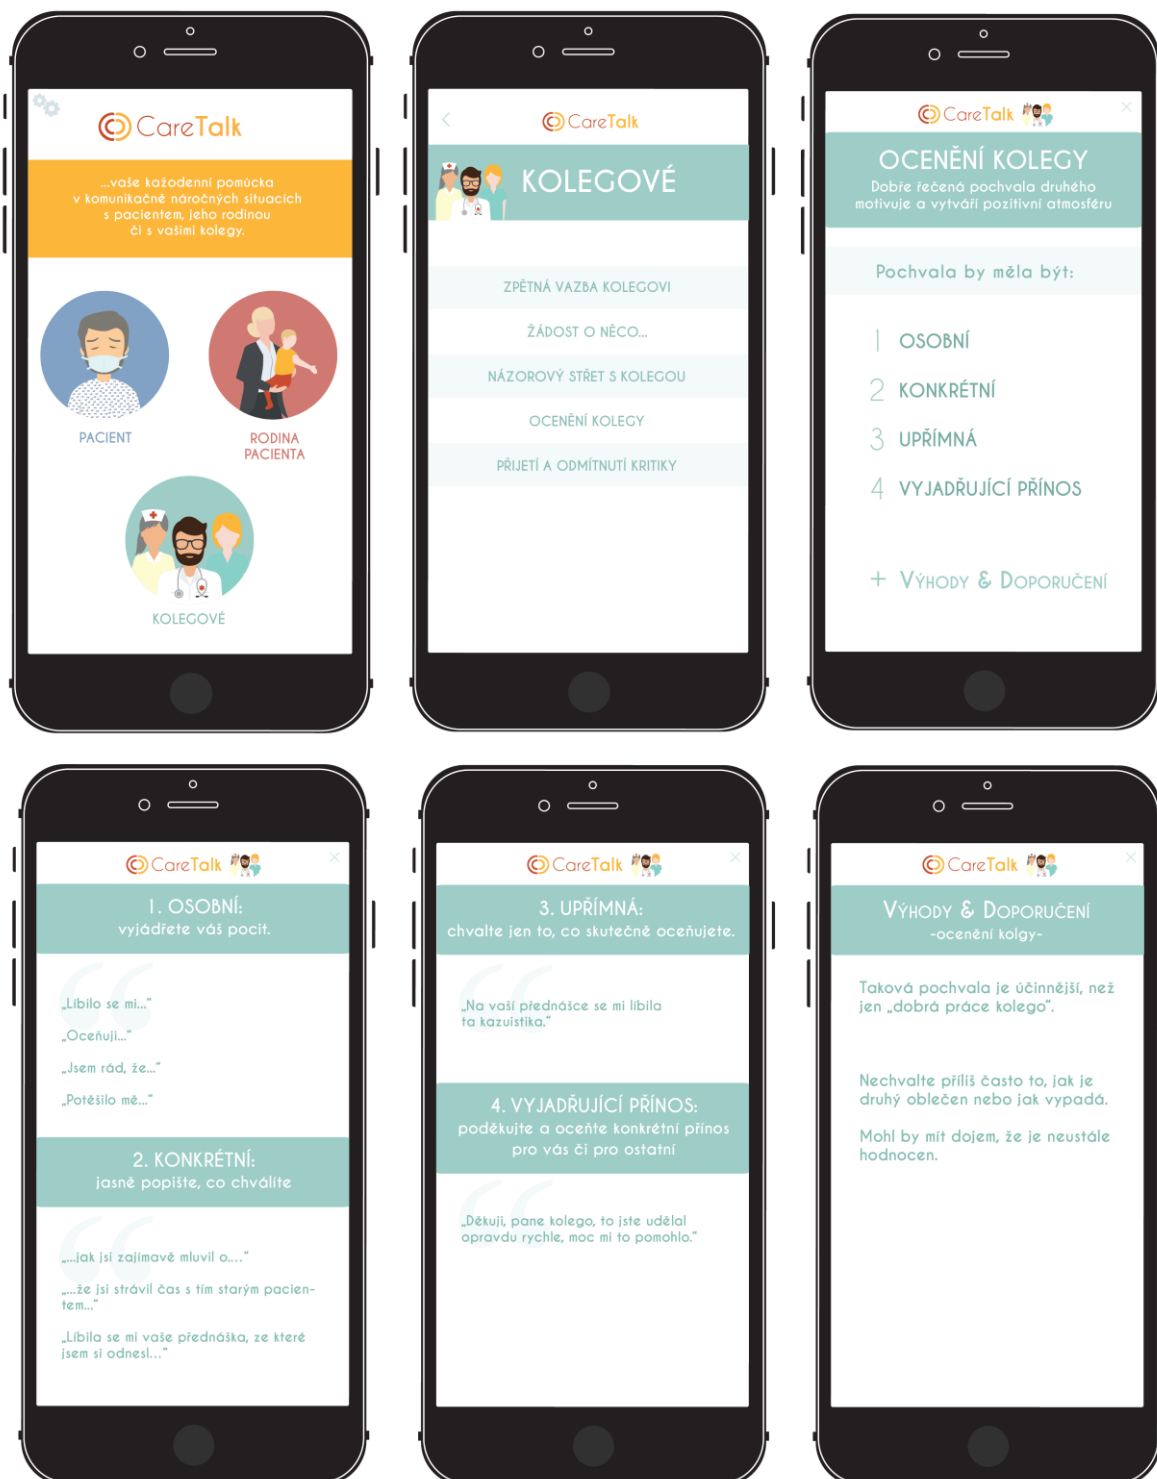 CareTalk
...vaše každodenní pomůcka
v komunikačně náročných situacích
s pacientem, jeho rodinou
či s vašimi kolegy.
PACIENT
RODINA
PACIENTA
KOLEGOVÉ
CareTalk
KOLEGOVÉ
ZPĚTNÁ VAZBA KOLEGOVI
ŽÁDOST O NĚCO...
NÁZOROVÝ STŘET S KOLEGOU
OCENĚNÍ KOLEGY
PŘIJETÍ A ODMÍTNUTÍ KRITIKY
CareTalk
OCENĚNÍ KOLEGY
Dobře řečená pochvala druhého
motivuje a vytváří pozitivní atmosféru
Pochvala by měla být:
1 OSOBNÍ
2 KONKRÉTNÍ
3 UPŘÍMNÁ
4 VYJADŘUJÍCÍ PŘÍNOS
+ VÝHODY & DOPORUČENÍ
CareTalk
1. OSOBNÍ:
vyjádřete váš pocit.
„Líbilo se mi...“
„Oceňuji...“
„Jsem rád, že...“
„Potěšilo mě...“
2. KONKRÉTNÍ:
jasně popište, co chválíte
„...jak jsi zajímavě mluvil o....“
„...že jsi strávil čas s tím starým pacien-
tem...“
„Líbila se mi vaše přednáška, ze které
jsem si odnesl...“
CareTalk
3. UPŘÍMNÁ:
chvalte jen to, co skutečně oceňujete.
„Na vaší přednášce se mi líbila
ta kazuistika.“
4. VYJADŘUJÍCÍ PŘÍNOS:
poděkujte a oceňte konkrétní přínos
pro vás či pro ostatní
„Děkuji, pane kolego, to jste udělal
opravdu rychle, moc mi to pomohlo.“
CareTalk
VÝHODY & DOPORUČENÍ
-ocenění kolgy-
Taková pochvala je účinnější, než
jen „dobrá práce kolego“.
Nechvalte příliš často to, jak je
druhý oblečen nebo jak vypadá.
Mohl by mít dojem, že je neustále
hodnocen.